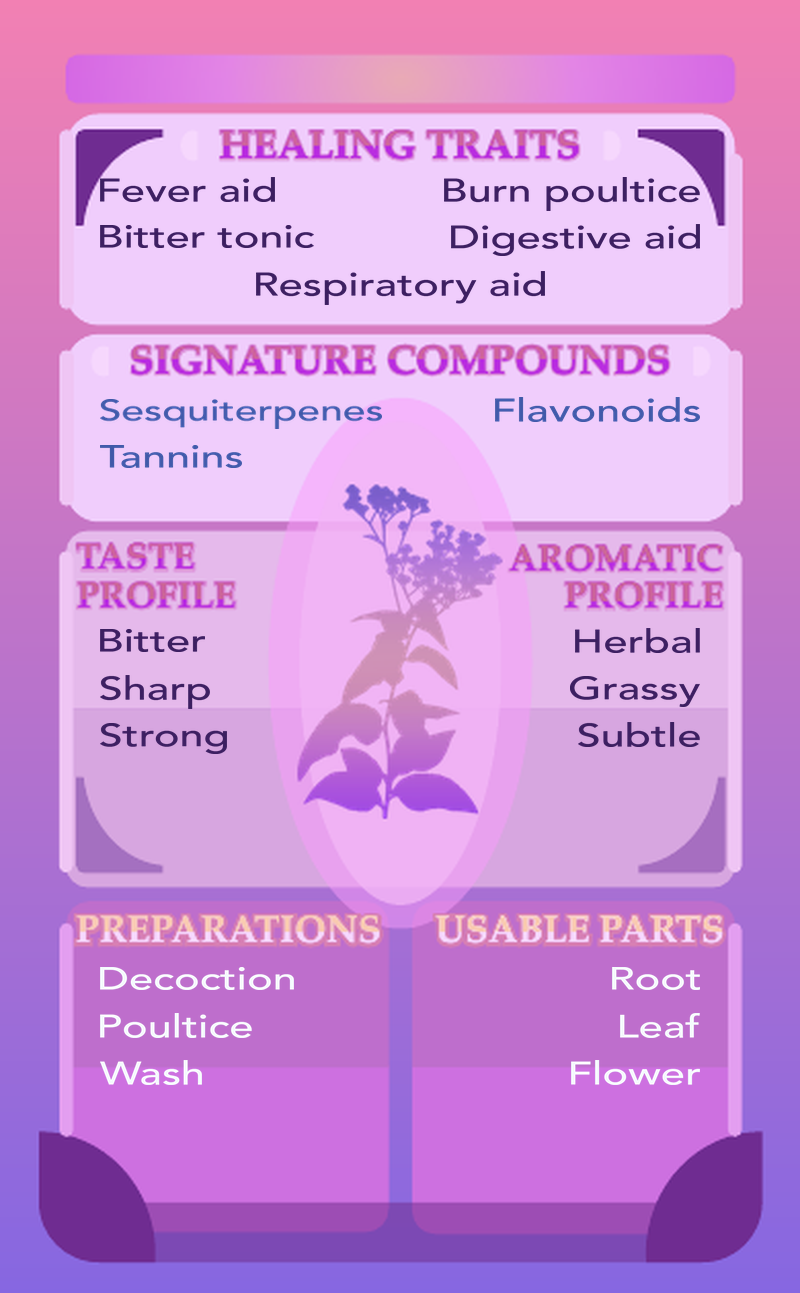 HEALING TRAITS
Fever aid
Burn poultice
Bitter tonic
Digestive aid
Respiratory aid
SIGNATURE COMPOUNDS
Sesquiterpenes
Flavonoids
Tannins
TASTE
PROFILE
Bitter
Sharp
Strong
AROMATIC
PROFILE
Herbal
Grassy
Subtle
PREPARATIONS
Decoction
Poultice
Wash
USABLE PARTS
Root
Leaf
Flower